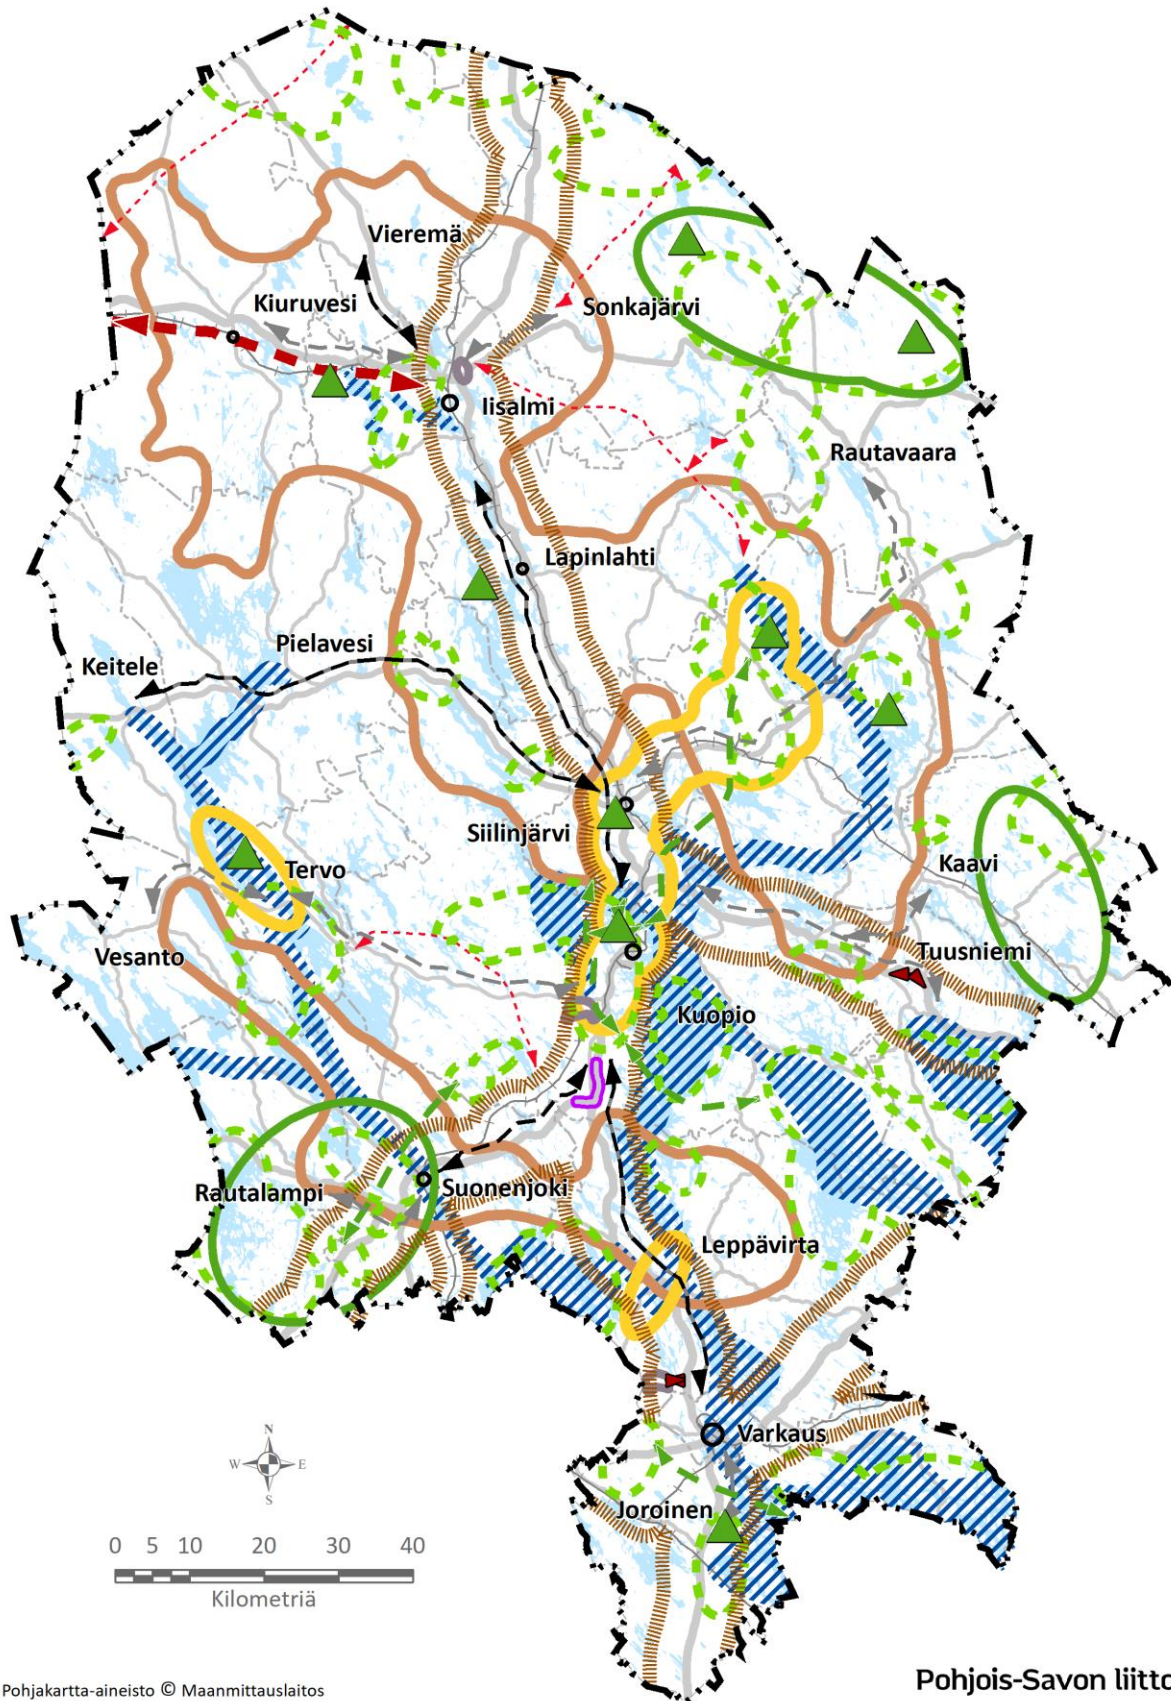 Vieremä
Kiuruvesi
Sonkajärvi
Iisalmi
Rautavaara
Lapinlahti
Pielavesi
Keitele
Siilinjärvi
Tervo
Kaavi
Vesanto
Tuusniemi
Kuopio
Rautalampi
Suonenjoki
Leppävirta
Varkaus
Joroinen
N
W E
S
0 5 10 20 30 40
Kilometriä
Pohjakartta-aineisto © Maanmittauslaitos
Pohjois-Savon liitto